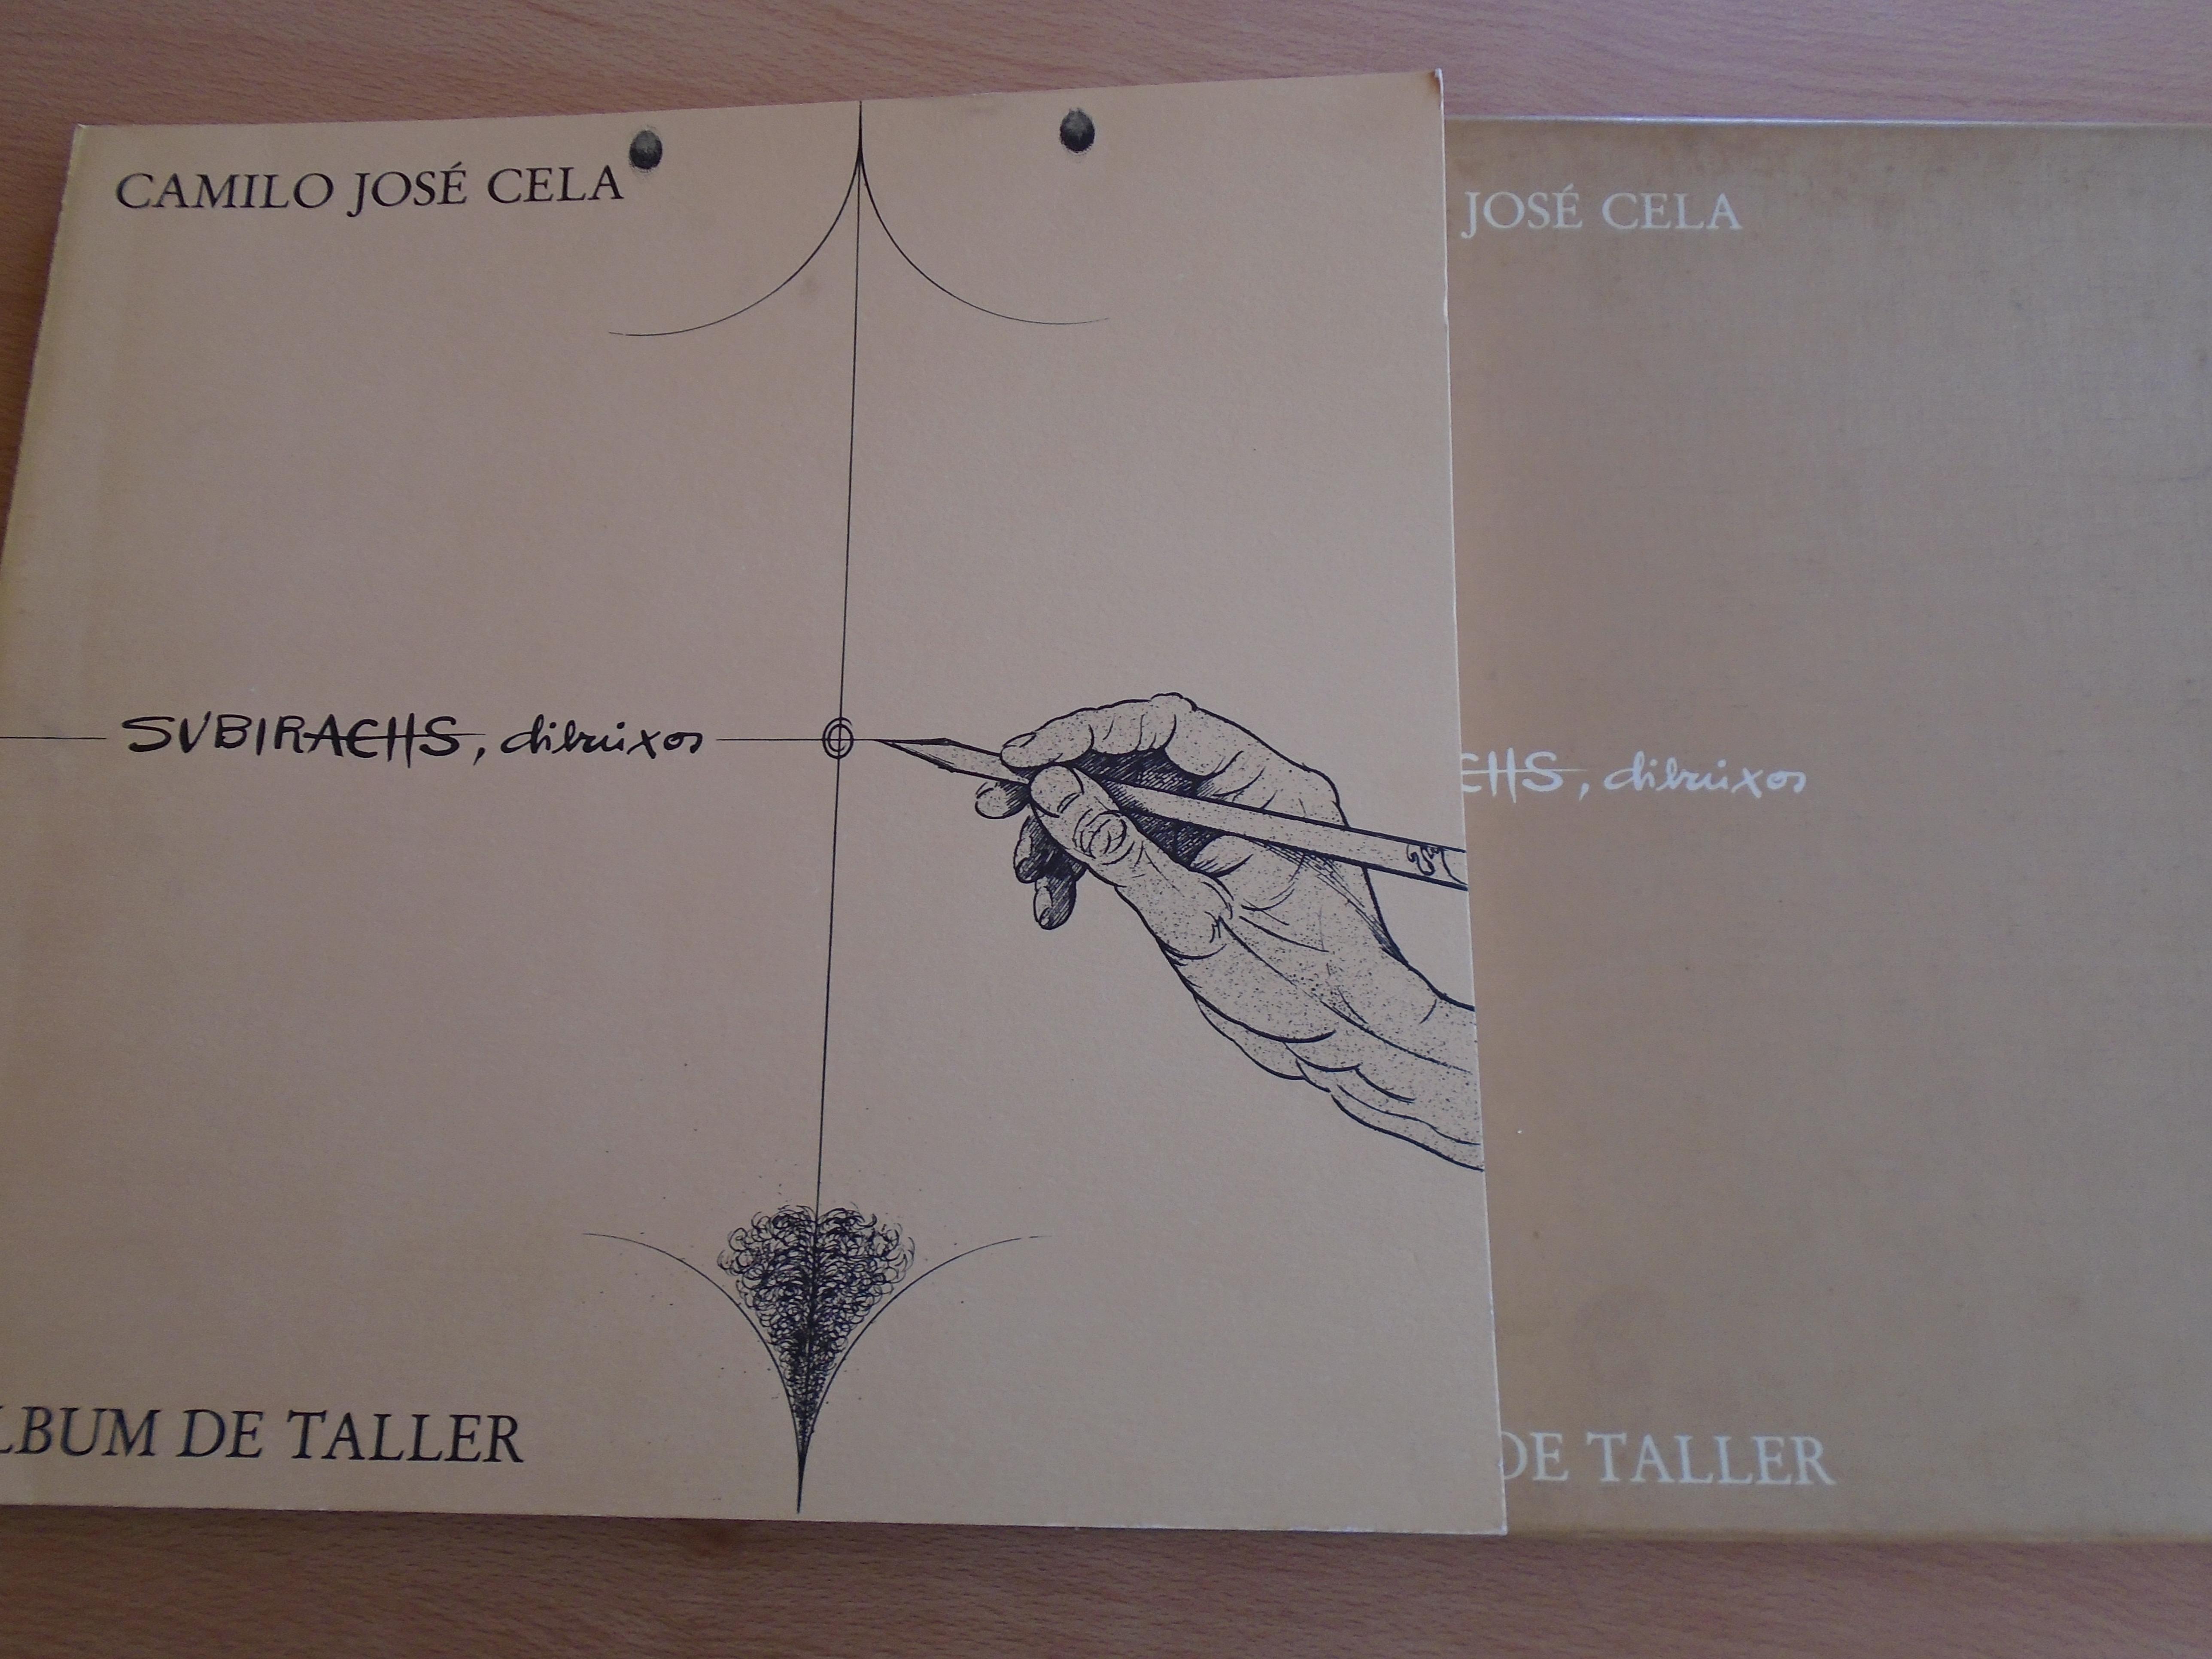 CAMILO JOSÉ CELA
SVBIRACHS, dibuixos
LBUM DE TALLER
JOSÉ CELA
CHS, dibuixos
DE TALLER